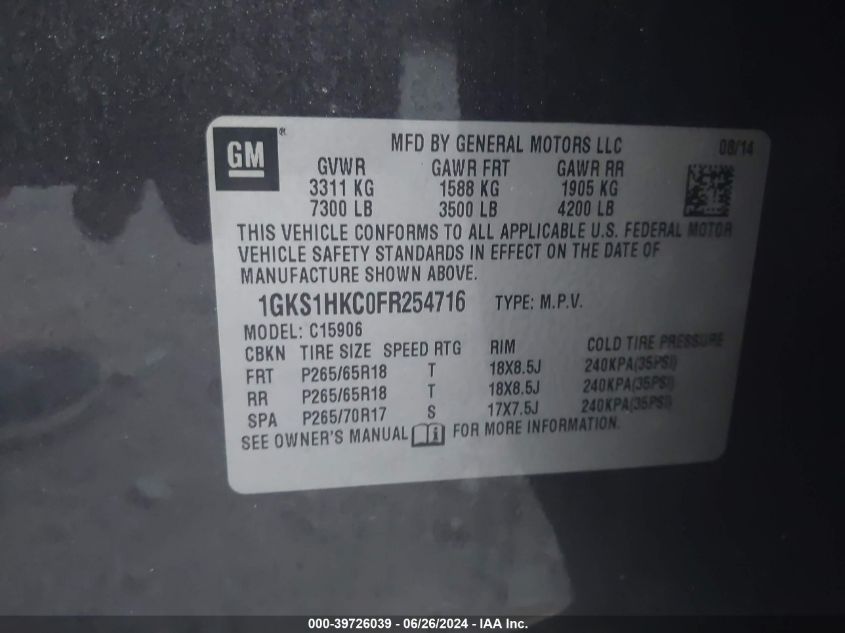 GM®
MFD BY GENERAL MOTORS LLC 08/14
GVWR GAWR FRT GAWR RR
3311 KG 1588 KG 1905 KG
7300 LB 3500 LB 4200 LB
THIS VEHICLE CONFORMS TO ALL APPLICABLE U.S. FEDERAL MOTOR
VEHICLE SAFETY STANDARDS IN EFFECT ON THE DATE OF
MANUFACTURE SHOWN ABOVE.
1GKS1HKC0FR254716 TYPE: M.P.V.
MODEL: C15906
CBKN TIRE SIZE SPEED RTG RIM COLD TIRE PRESSURE
FRT P265/65R18 T 18X8.5J 240KPA(35PSI)
RR P265/65R18 T 18X8.5J 240KPA(35PSI)
SPA P265/70R17 S 17X7.5J 240KPA(35PSI)
SEE OWNER'S MANUAL FOR MORE INFORMATION.
000-39726039 - 06/26/2024 - IAA Inc.